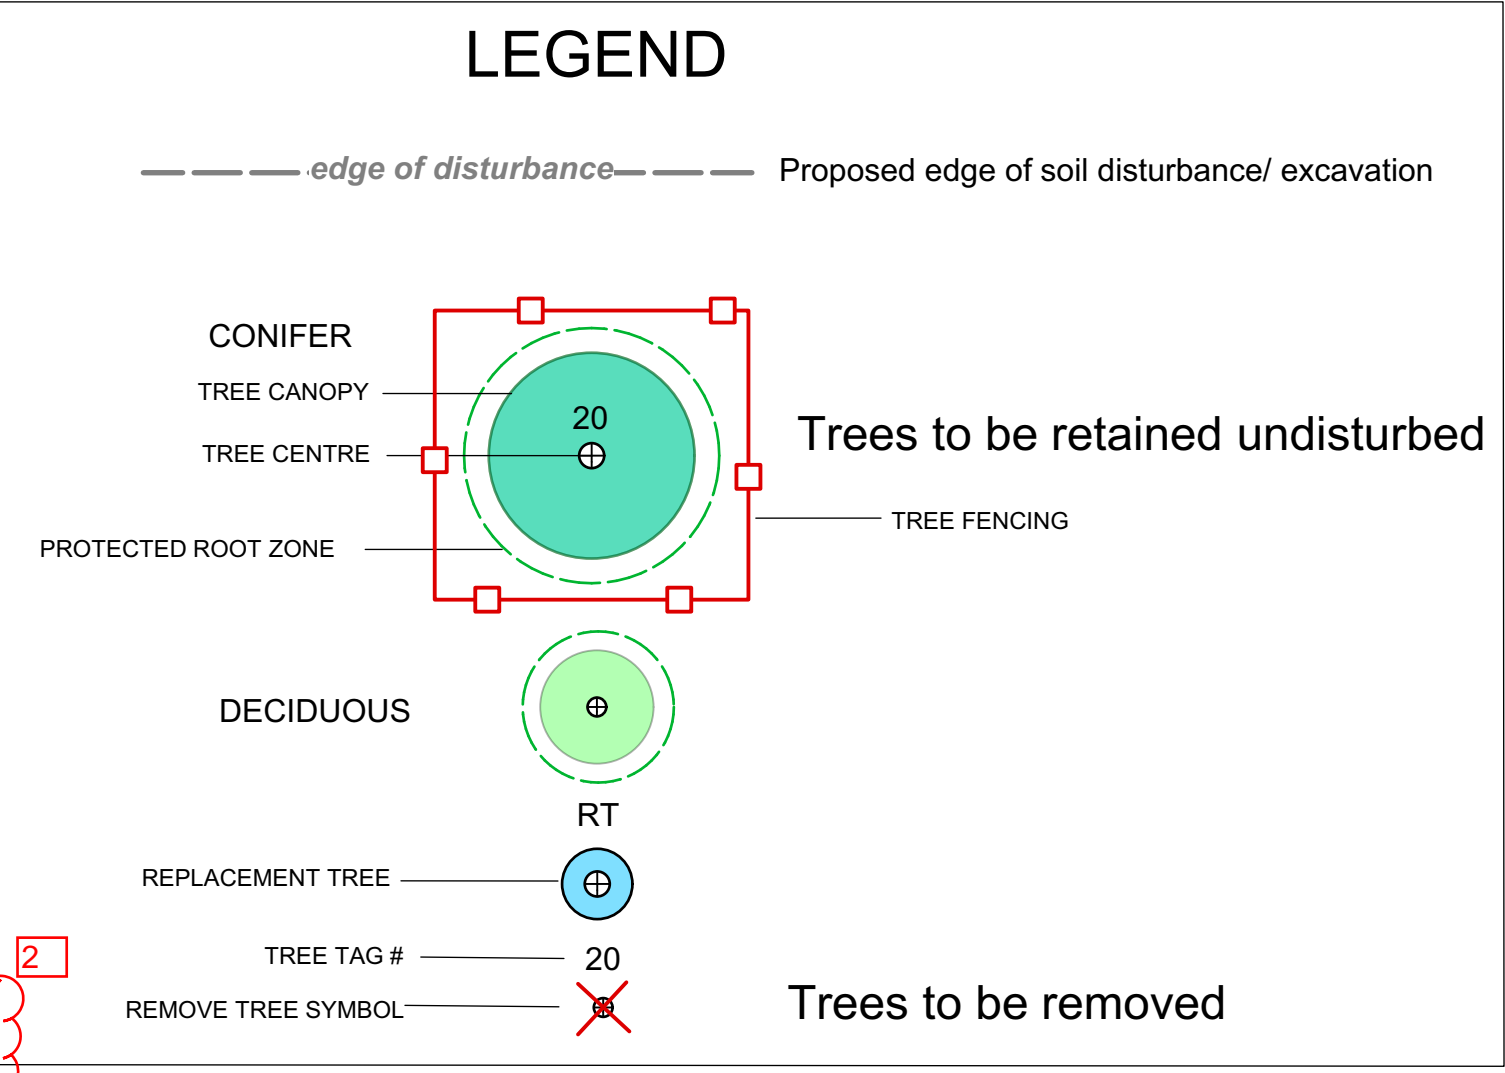 LEGEND
edge of disturbance
Proposed edge of soil disturbance/ excavation
CONIFER
TREE CANOPY
20
TREE CENTRE
Trees to be retained undisturbed
TREE FENCING
PROTECTED ROOT ZONE
DECIDUOUS
RT
REPLACEMENT TREE
2
TREE TAG #
20
REMOVE TREE SYMBOL
Trees to be removed